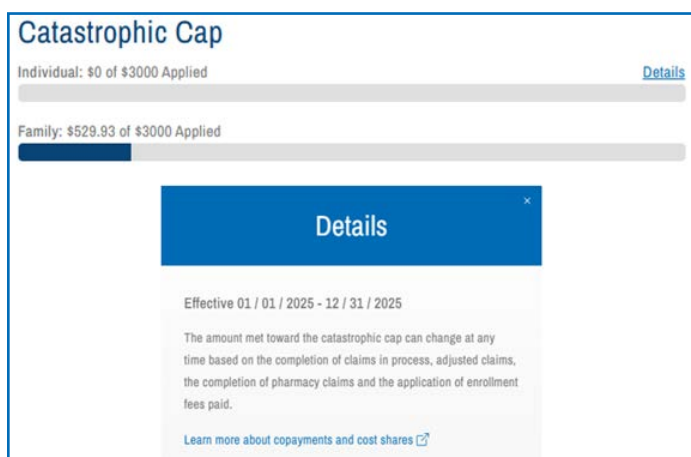 Catastrophic Cap
Individual: $0 of $3000 Applied
Details
Family: $529.93 of $3000 Applied
×
Details
Effective 01 / 01 / 2025 - 12 / 31 / 2025
The amount met toward the catastrophic cap can change at any
time based on the completion of claims in process, adjusted claims,
the completion of pharmacy claims and the application of enrollment
fees paid.
Learn more about copayments and cost shares